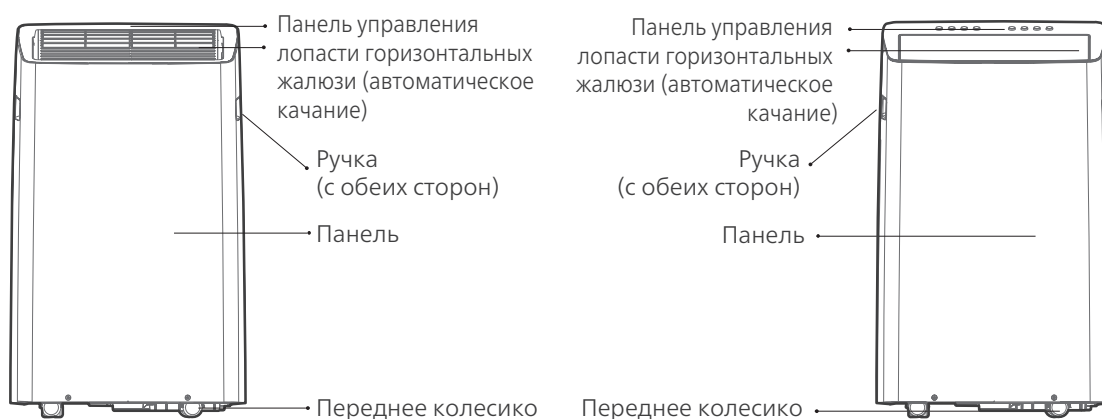 Панель управления
лопасти горизонтальных
жалюзи (автоматическое
качание)
Ручка
(с обеих сторон)
Панель
Переднее колесико
Панель управления
лопасти горизонтальных
жалюзи (автоматическое
качание)
Ручка
(с обеих сторон)
Панель
Переднее колесико